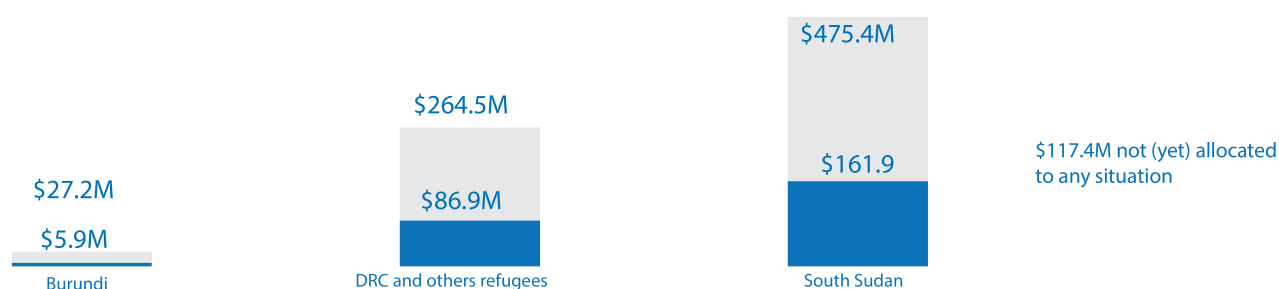 $27.2M
$5.9M
Burundi
$264.5M
$86.9M
DRC and others refugees
$475.4M
$161.9
South Sudan
$117.4M not (yet) allocated
to any situation